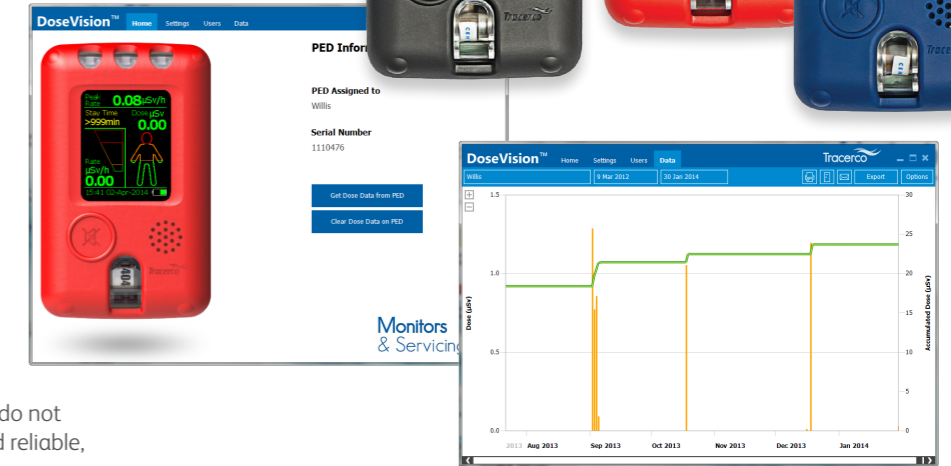 DoseVision™ Home Settings Users Data
PED Infor
PED Assigned to
Willis
Serial Number
1110476
Get Dose Data from PED
Clear Dose Data on PED
Peak Rate 0.08µSv/h
Stay Time Dose µSv
>999min 0.00
Rate
µSv/h
0.00
15:41 02-Apr-2014
1404
Tracerco
Monitors
& Servicing
Tracerco
Trace
DoseVision™ Home Settings Users Data Tracerco
Willis 9 Mar 2012 30 Jan 2014 Export Options
Dose (µSv)
1.5
1.0
0.5
0.0
30
25
20
15
10
5
0
Accumulated Dose (µSv)
2013 Aug 2013 Sep 2013 Oct 2013 Nov 2013 Dec 2013 Jan 2014
do not
d reliable,